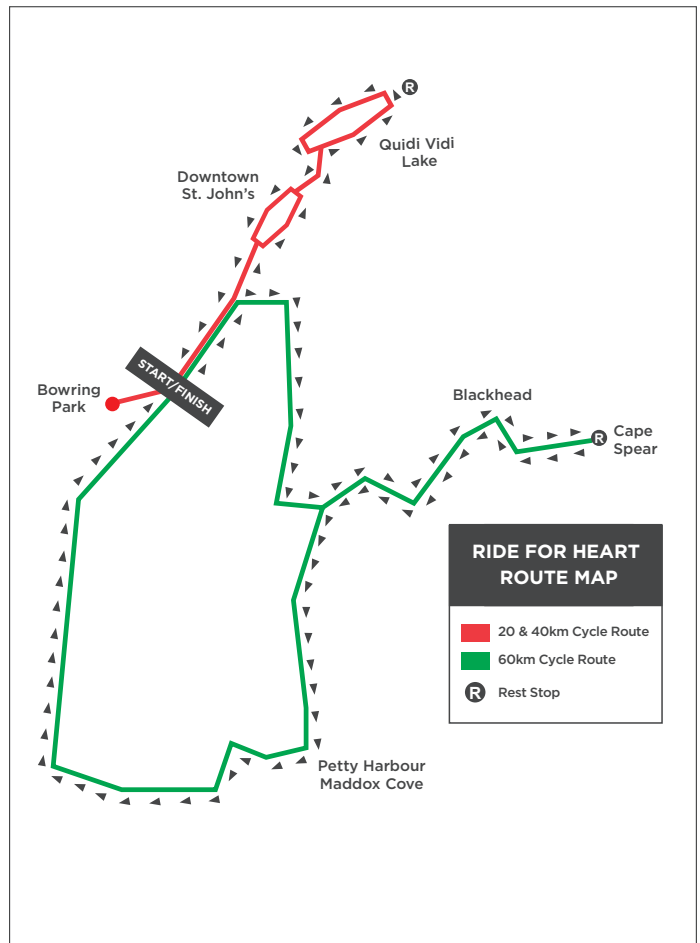 R
Quidi Vidi
Lake
Downtown
St. John's
START/FINISH
Bowring
Park
Blackhead
R
Cape
Spear
RIDE FOR HEART
ROUTE MAP
20 & 40km Cycle Route
60km Cycle Route
R Rest Stop
Petty Harbour
Maddox Cove